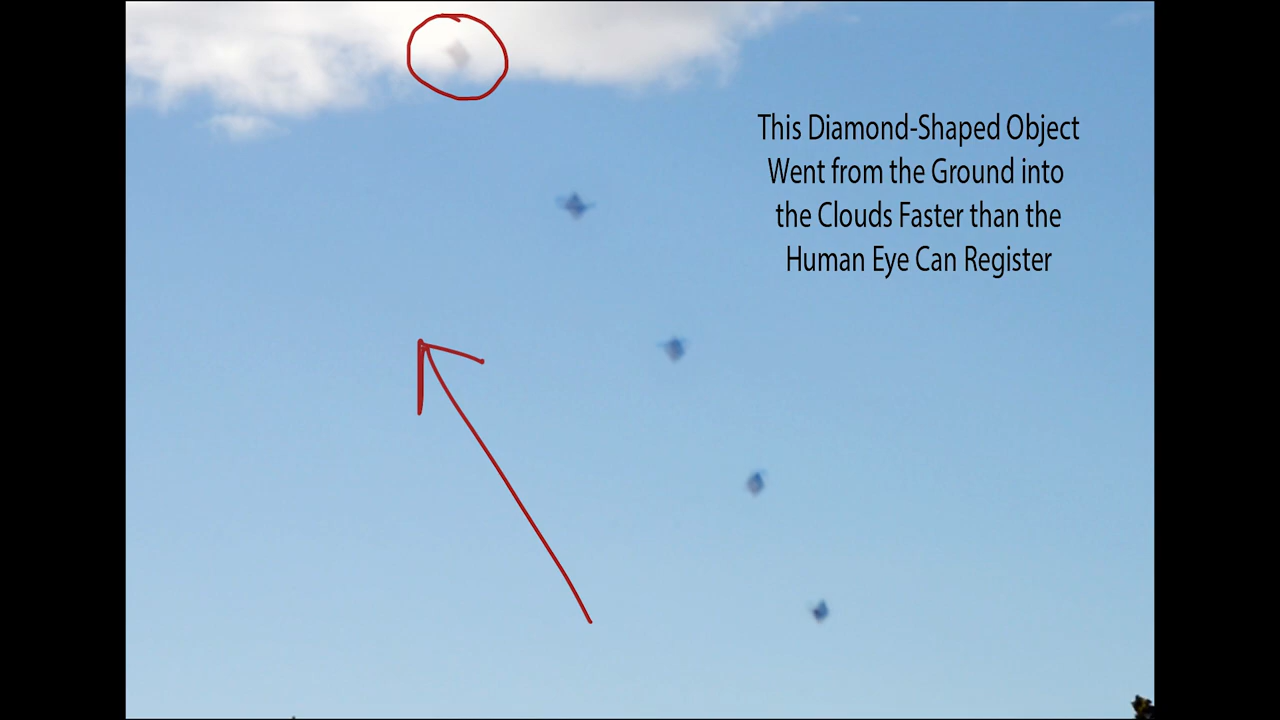 This Diamond-Shaped Object
Went from the Ground into
the Clouds Faster than the
Human Eye Can Register